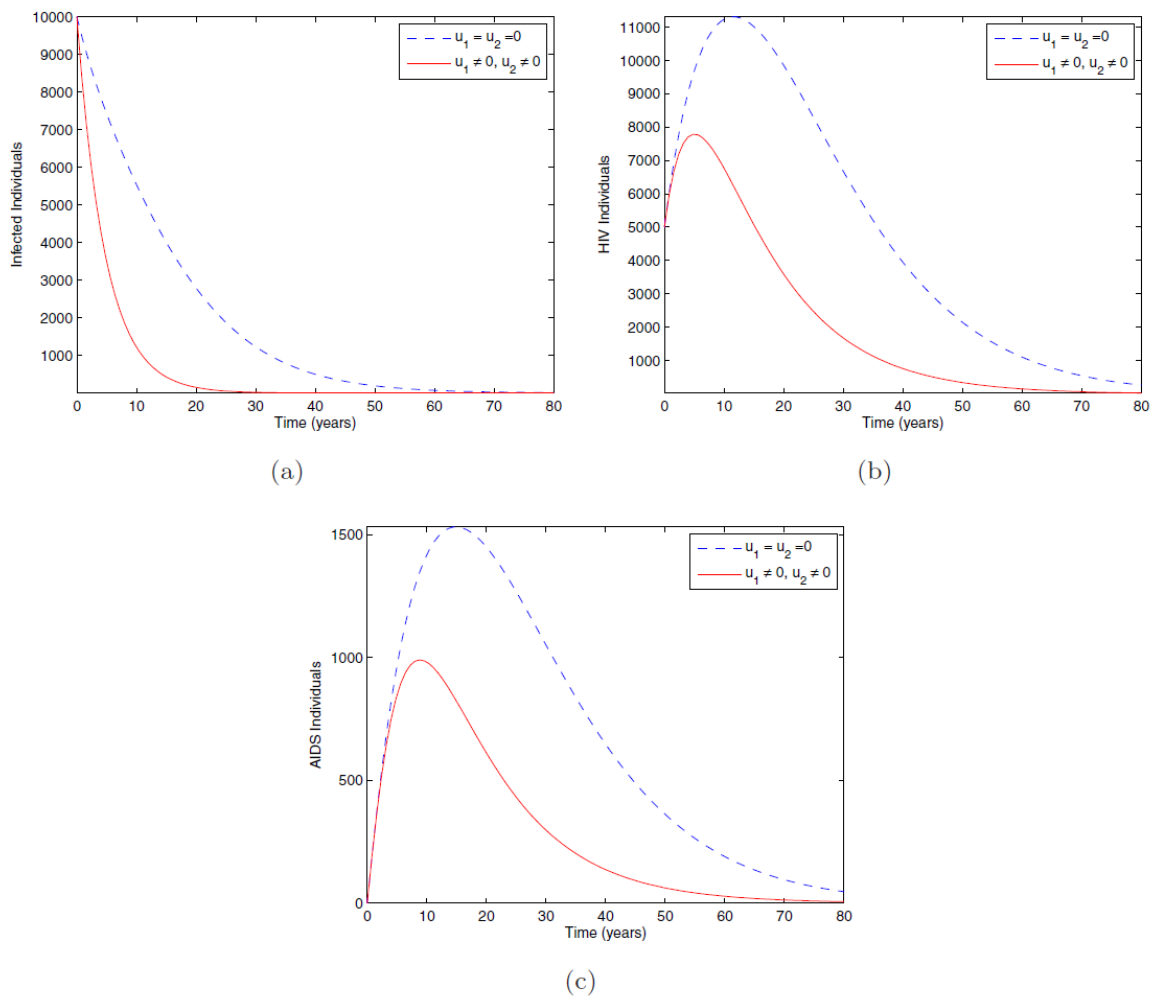 10000
9000
8000
7000
6000
5000
4000
3000
2000
1000
Infected Individuals
0 10 20 30 40 50 60 70 80
Time (years)
u₁ = u₂ =0
u₁ ≠ 0, u₂ ≠ 0
(a)
11000
10000
9000
8000
7000
6000
5000
4000
3000
2000
1000
HIV Individuals
0 10 20 30 40 50 60 70 80
Time (years)
u₁ = u₂ =0
u₁ ≠ 0, u₂ ≠ 0
(b)
1500
1000
500
0
AIDS Individuals
0 10 20 30 40 50 60 70 80
Time (years)
u₁ = u₂ =0
u₁ ≠ 0, u₂ ≠ 0
(c)